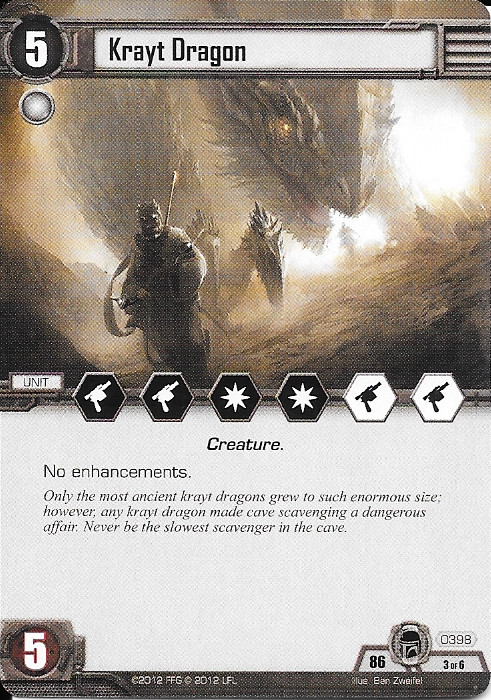 5
Krayt Dragon
UNIT
Creature.
No enhancements.
Only the most ancient krayt dragons grew to such enormous size;
however, any krayt dragon made cave scavenging a dangerous
affair. Never be the slowest scavenger in the cave.
5
86
0398
3 OF 6
©2012 FFG © 2012 LFL
Illus. Ben Zweifel